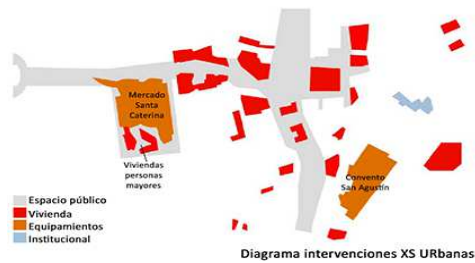 Mercado
Santa
Caterina
Viviendas
personas
mayores
Convento
San Agustín
Espacio público
Vivienda
Equipamientos
Institucional
Diagrama intervenciones XS URbanas